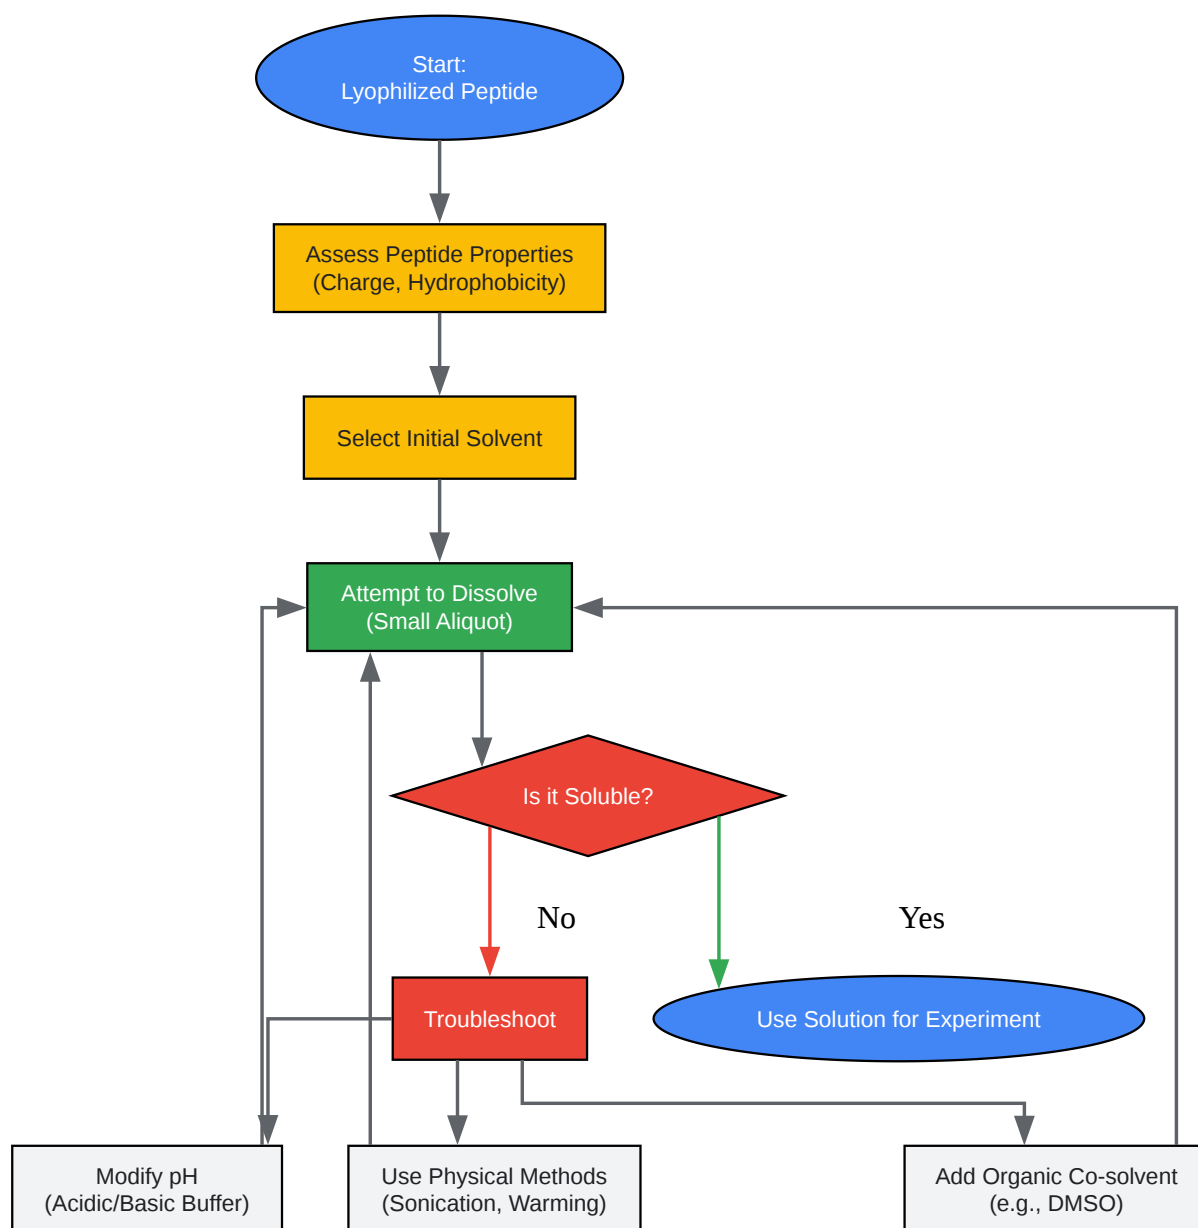 Start:
Lyophilized Peptide
Assess Peptide Properties
(Charge, Hydrophobicity)
Select Initial Solvent
Attempt to Dissolve
(Small Aliquot)
Is it Soluble?
No
Yes
Troubleshoot
Use Solution for Experiment
Modify pH
(Acidic/Basic Buffer)
Use Physical Methods
(Sonication, Warming)
Add Organic Co-solvent
(e.g., DMSO)